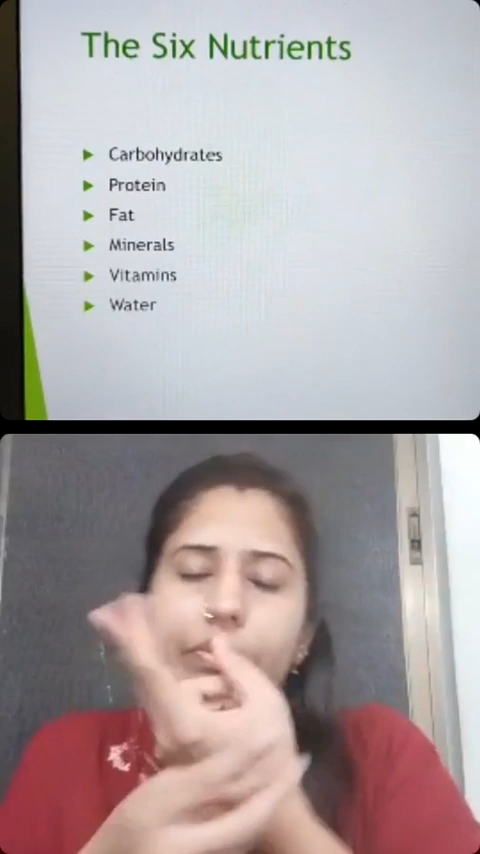 The Six Nutrients
Carbohydrates
Protein
Fat
Minerals
Vitamins
Water